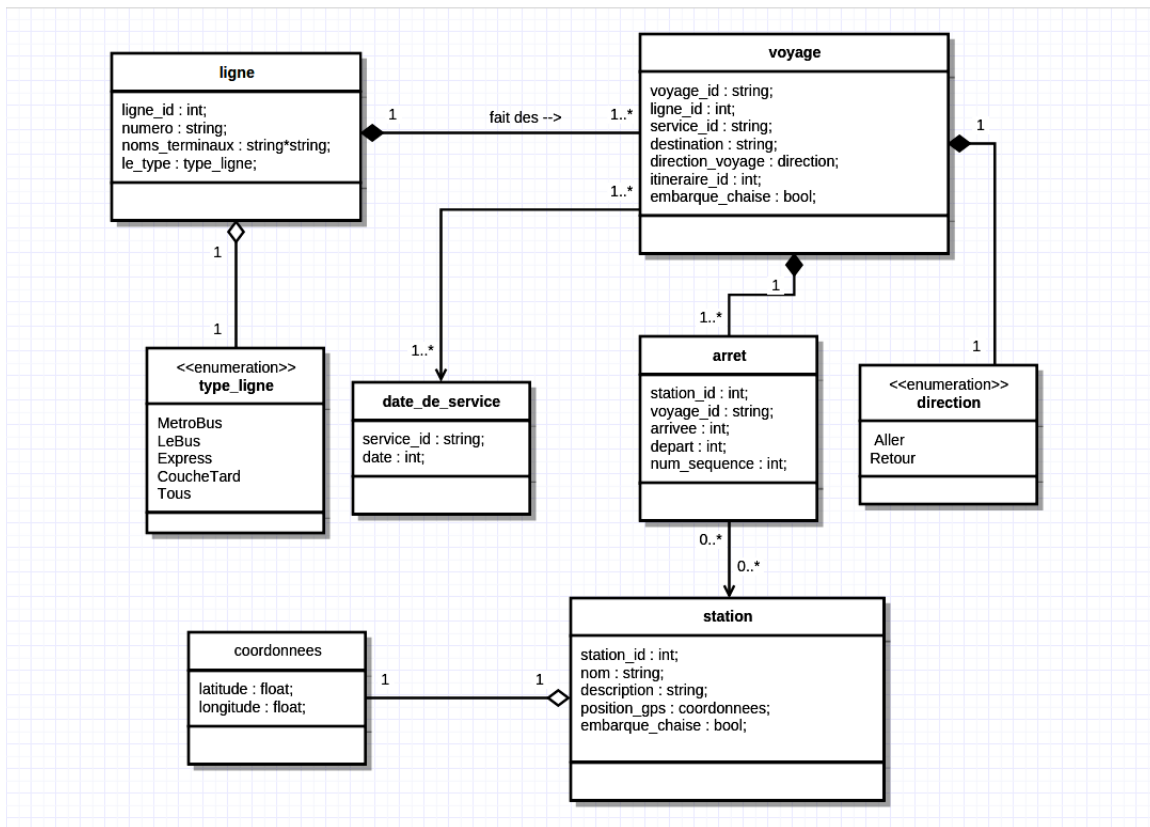 ligne
ligne_id : int;
numero : string;
noms_terminaux : string*string;
le_type : type_ligne;
1
fait des -->
1..*
voyage
voyage_id : string;
ligne_id : int;
service_id : string;
destination : string;
direction_voyage : direction;
itineraire_id : int;
embarque_chaise : bool;
1
1..*
1
1
<<enumeration>>
type_ligne
MetroBus
LeBus
Express
CoucheTard
Tous
1..*
date_de_service
service_id : string;
date : int;
1
1..*
arret
station_id : int;
voyage_id : string;
arrivee : int;
depart : int;
num_sequence : int;
1
<<enumeration>>
direction
Aller
Retour
0..*
0..*
coordonnees
latitude : float;
longitude : float;
1
1
station
station_id : int;
nom : string;
description : string;
position_gps : coordonnees;
embarque_chaise : bool;